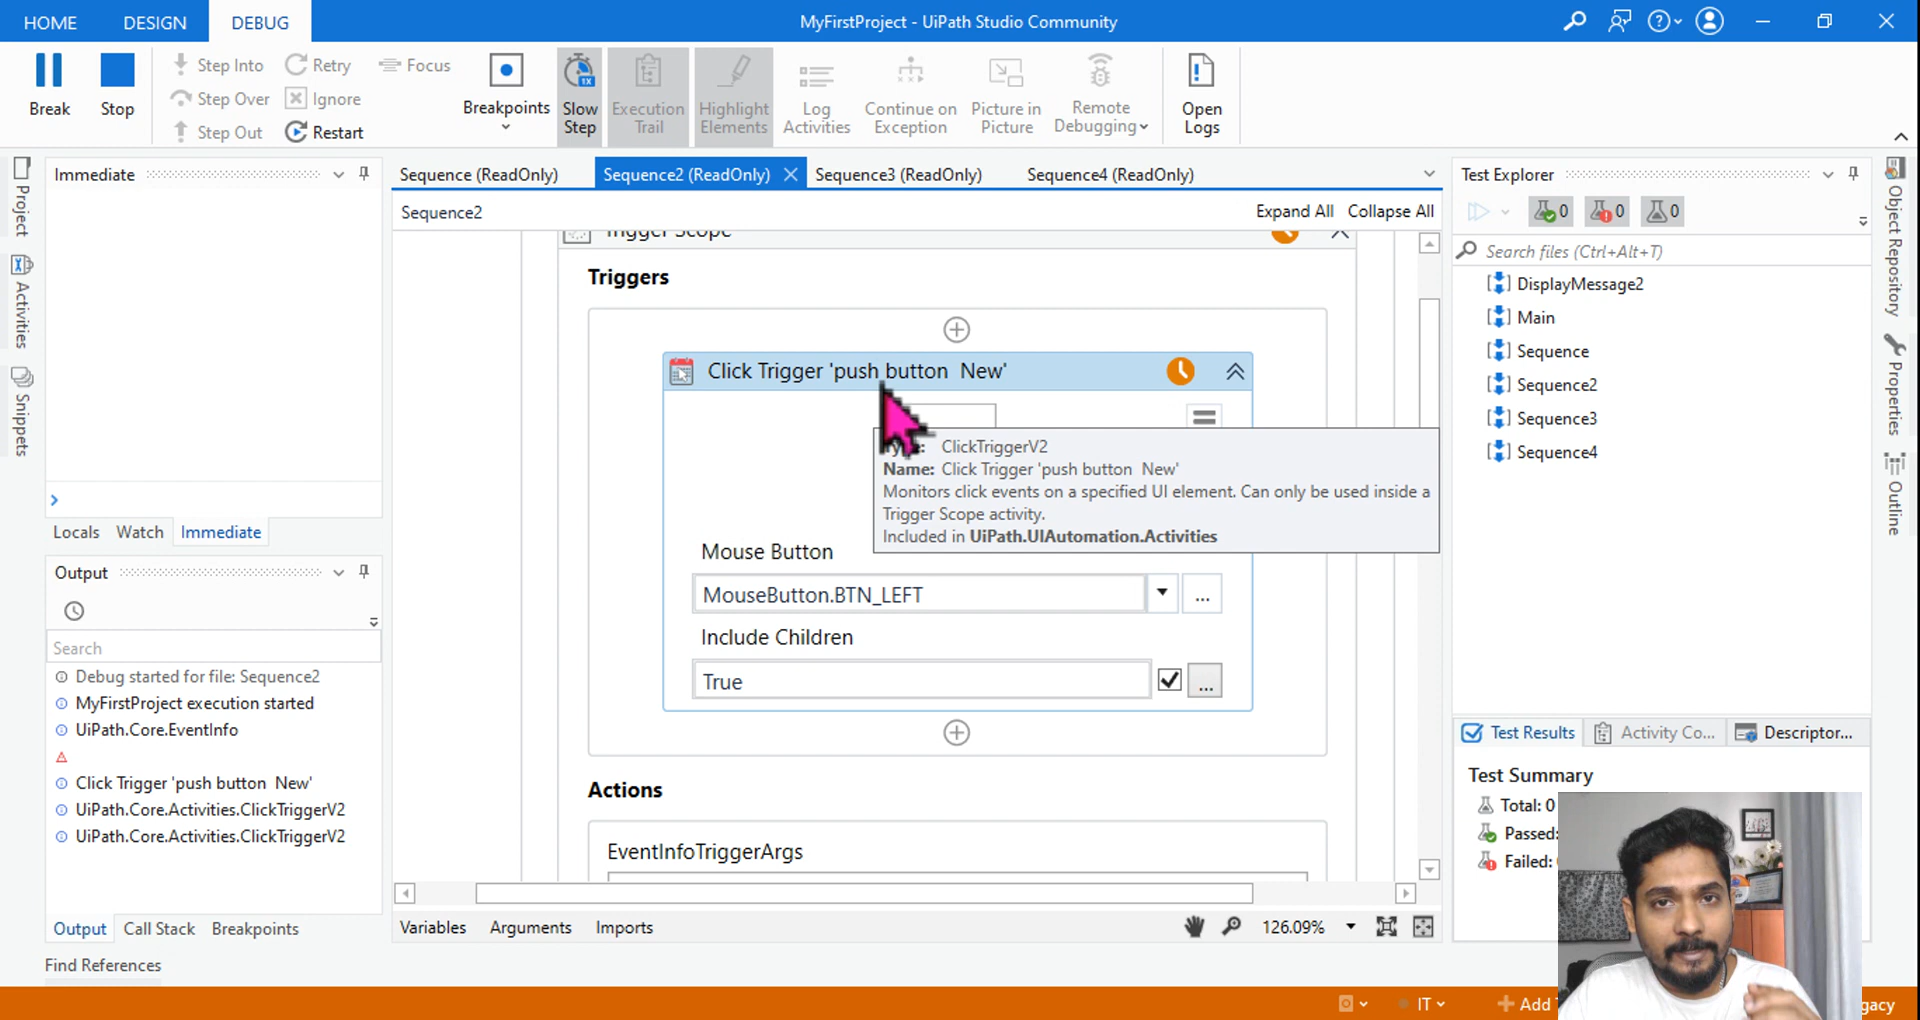 HOME DESIGN DEBUG MyFirstProject - UiPath Studio Community
Break Stop Step Into Step Over Step Out Retry Ignore Restart Focus
Breakpoints Slow Step 1X Execution Trail Highlight Elements Log Activities Continue on Exception Picture in Picture Remote Debugging Open Logs
Project
Activities
Snippets
Immediate
Locals Watch Immediate
Output
Search
Debug started for file: Sequence2
MyFirstProject execution started
UiPath.Core.EventInfo
Click Trigger 'push button New'
UiPath.Core.Activities.ClickTriggerV2
UiPath.Core.Activities.ClickTriggerV2
Output Call Stack Breakpoints
Find References
Sequence (ReadOnly) Sequence2 (ReadOnly) Sequence3 (ReadOnly) Sequence4 (ReadOnly)
Sequence2 Expand All Collapse All
Trigger Scope
Triggers
Click Trigger 'push button New'
ClickTriggerV2
Name: Click Trigger 'push button New'
Monitors click events on a specified UI element. Can only be used inside a
Trigger Scope activity.
Included in UiPath.UIAutomation.Activities
Mouse Button
MouseButton.BTN_LEFT
...
Include Children
True
...
Actions
EventInfoTriggerArgs
Variables Arguments Imports 126.09%
Test Explorer
0 0 0
Search files (Ctrl+Alt+T)
DisplayMessage2
Main
Sequence
Sequence2
Sequence3
Sequence4
Test Results Activity Co... Descriptor...
Test Summary
Total: 0
Passed:
Failed:
Object Repository
Properties
Outline
IT Add